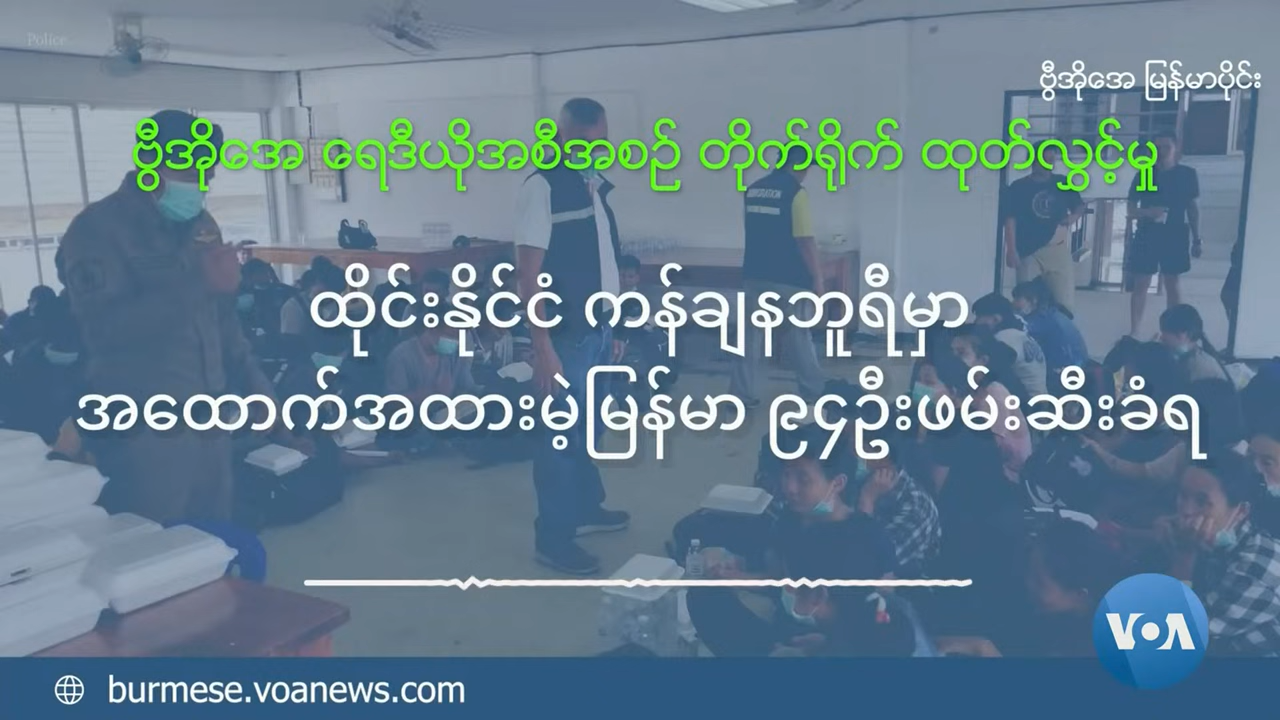 Police
ဗွီအိုအေ မြန်မာပိုင်း
ဗွီအိုအေ ရေဒီယိုအစီအစဉ် တိုက်ရိုက် ထုတ်လွှင့်မှု
ထိုင်းနိုင်ငံ ကန်ချနဘူရီမှာ
အထောက်အထားမဲ့မြန်မာ ၉၄ဦးဖမ်းဆီးခံရ
VOA
burmese.voanews.com